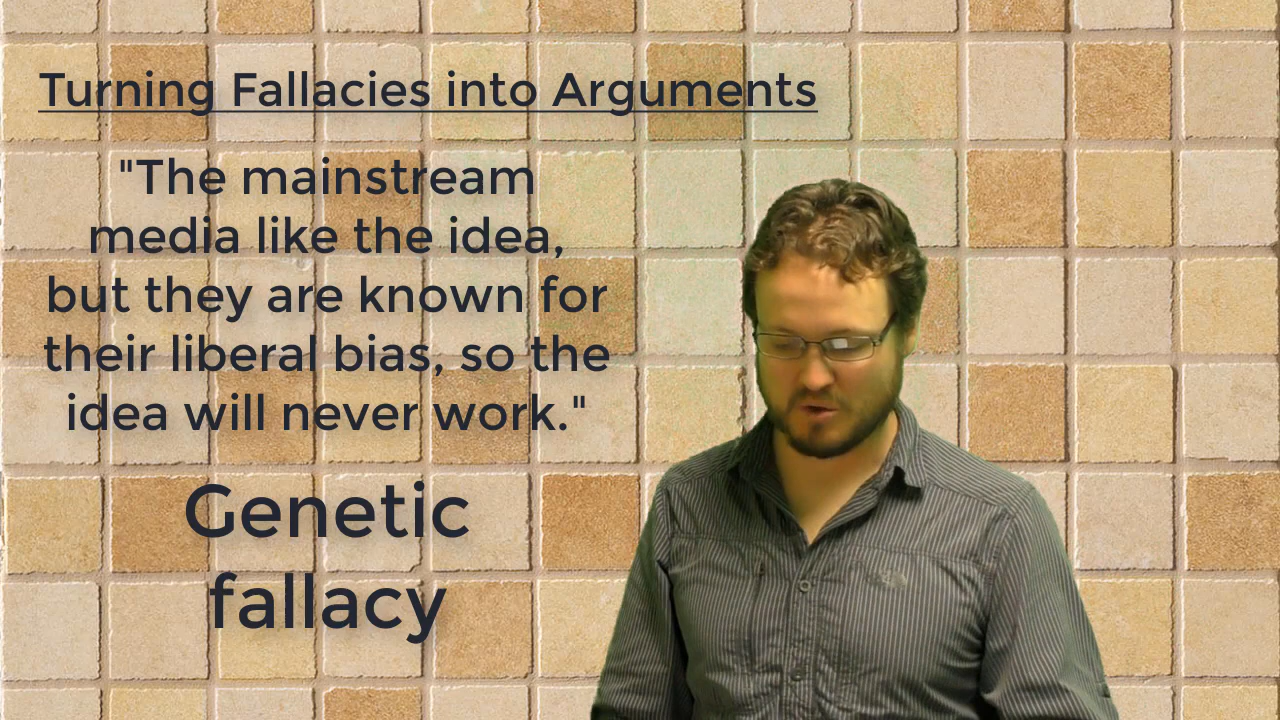 Turning Fallacies into Arguments
"The mainstream
media like the idea,
but they are known for
their liberal bias, so the
idea will never work."
Genetic
fallacy